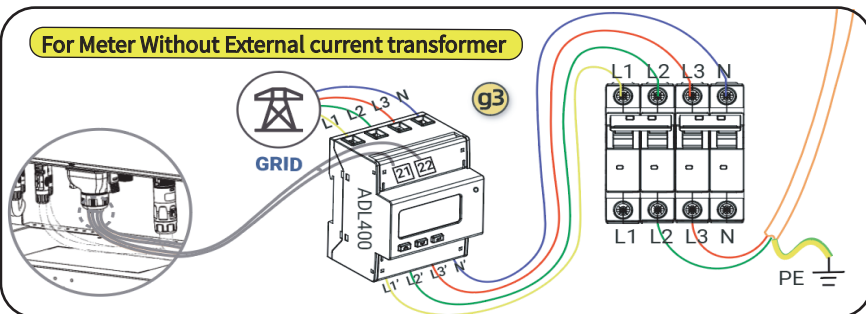 For Meter Without External current transformer
g3
L1 L2 L3 N
GRID
21 22
ADL400
L1' L2' L3' N'
L1 L2 L3 N
L1 L2 L3 N
PE